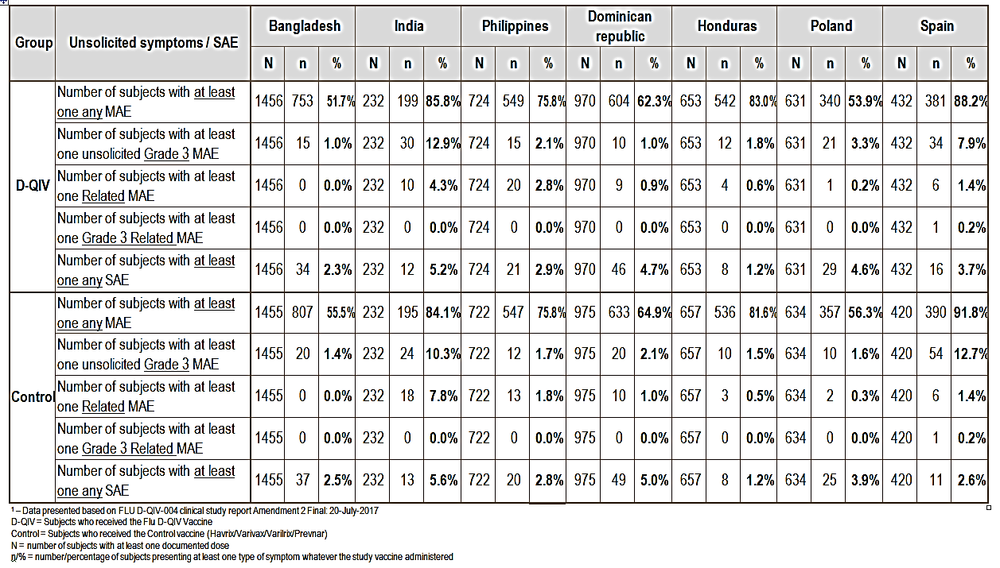 Group Unsolicited symptoms / SAE Bangladesh India Philippines Dominican republic Honduras Poland Spain
N n % N n % N n % N n % N n % N n % N n %
D-QIV
Number of subjects with at least one any MAE 1456 753 51.7% 232 199 85.8% 724 549 75.8% 970 604 62.3% 653 542 83.0% 631 340 53.9% 432 381 88.2%
Number of subjects with at least one unsolicited Grade 3 MAE 1456 15 1.0% 232 30 12.9% 724 15 2.1% 970 10 1.0% 653 12 1.8% 631 21 3.3% 432 34 7.9%
Number of subjects with at least one Related MAE 1456 0 0.0% 232 10 4.3% 724 20 2.8% 970 9 0.9% 653 4 0.6% 631 1 0.2% 432 6 1.4%
Number of subjects with at least one Grade 3 Related MAE 1456 0 0.0% 232 0 0.0% 724 0 0.0% 970 0 0.0% 653 0 0.0% 631 0 0.0% 432 1 0.2%
Number of subjects with at least one any SAE 1456 34 2.3% 232 12 5.2% 724 21 2.9% 970 46 4.7% 653 8 1.2% 631 29 4.6% 432 16 3.7%
Control
Number of subjects with at least one any MAE 1455 807 55.5% 232 195 84.1% 722 547 75.8% 975 633 64.9% 657 536 81.6% 634 357 56.3% 420 390 91.8%
Number of subjects with at least one unsolicited Grade 3 MAE 1455 20 1.4% 232 24 10.3% 722 12 1.7% 975 20 2.1% 657 10 1.5% 634 10 1.6% 420 54 12.7%
Number of subjects with at least one Related MAE 1455 0 0.0% 232 18 7.8% 722 13 1.8% 975 10 1.0% 657 3 0.5% 634 2 0.3% 420 6 1.4%
Number of subjects with at least one Grade 3 Related MAE 1455 0 0.0% 232 0 0.0% 722 0 0.0% 975 0 0.0% 657 0 0.0% 634 0 0.0% 420 1 0.2%
Number of subjects with at least one any SAE 1455 37 2.5% 232 13 5.6% 722 20 2.8% 975 49 5.0% 657 8 1.2% 634 25 3.9% 420 11 2.6%
¹ – Data presented based on FLU D-QIV-004 clinical study report Amendment 2 Final: 20-July-2017
D-QIV = Subjects who received the Flu D-QIV Vaccine
Control = Subjects who received the Control vaccine (Havrix/Varivax/Varilrix/Prevnar)
N = number of subjects with at least one documented dose
n/% = number/percentage of subjects presenting at least one type of symptom whatever the study vaccine administered